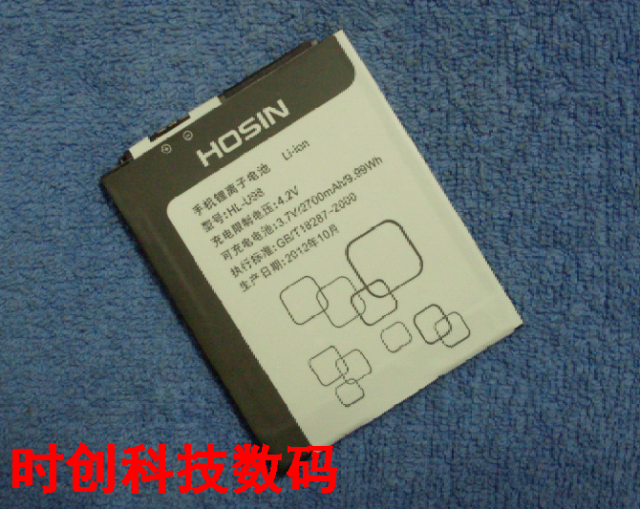 HOSIN
手机锂离子电池 Li-ion
型号:HL-U98
充电限制电压:4.2V
可充电电池:3.7V/2700mAh/9.99Wh
执行标准:GB/T18287-2000
生产日期:2012年10月
时创科技数码